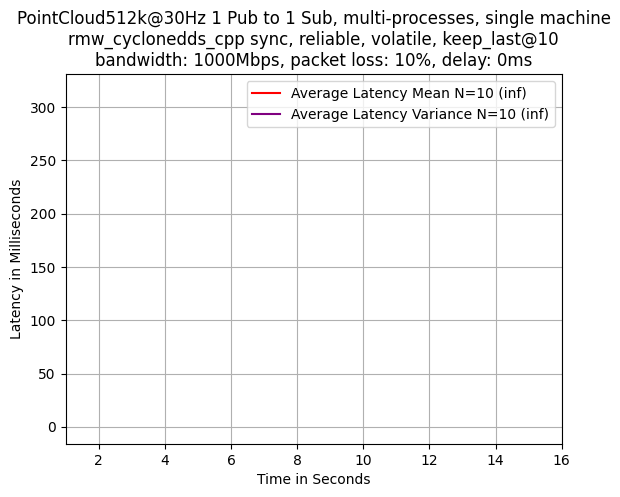 PointCloud512k@30Hz 1 Pub to 1 Sub, multi-processes, single machine
rmw_cyclonedds_cpp sync, reliable, volatile, keep_last@10
bandwidth: 1000Mbps, packet loss: 10%, delay: 0ms
Average Latency Mean N=10 (inf)
Average Latency Variance N=10 (inf)
300
250
200
150
100
50
0
Latency in Milliseconds
2 4 6 8 10 12 14 16
Time in Seconds